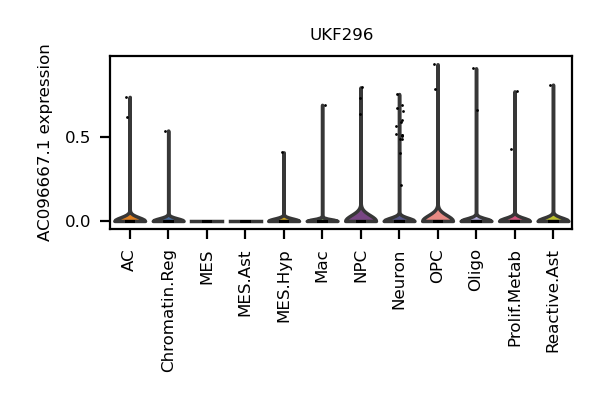 UKF296
AC096667.1 expression
0.5
0.0
AC
Chromatin.Reg
MES
MES.Ast
MES.Hyp
Mac
NPC
Neuron
OPC
Oligo
Prolif.Metab
Reactive.Ast